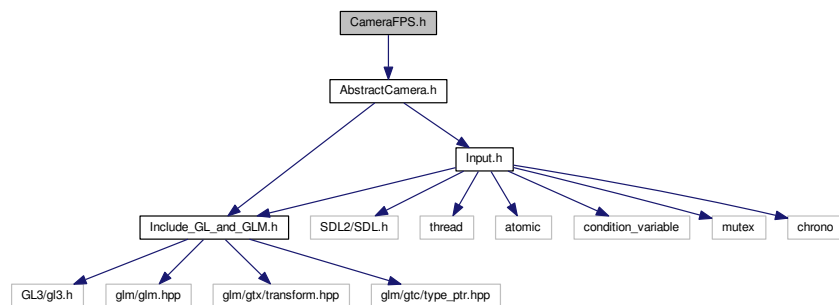 CameraFPS.h
AbstractCamera.h
Input.h
Include_GL_and_GLM.h
SDL2/SDL.h
thread
atomic
condition_variable
mutex
chrono
GL3/gl3.h
glm/glm.hpp
glm/gtx/transform.hpp
glm/gtc/type_ptr.hpp